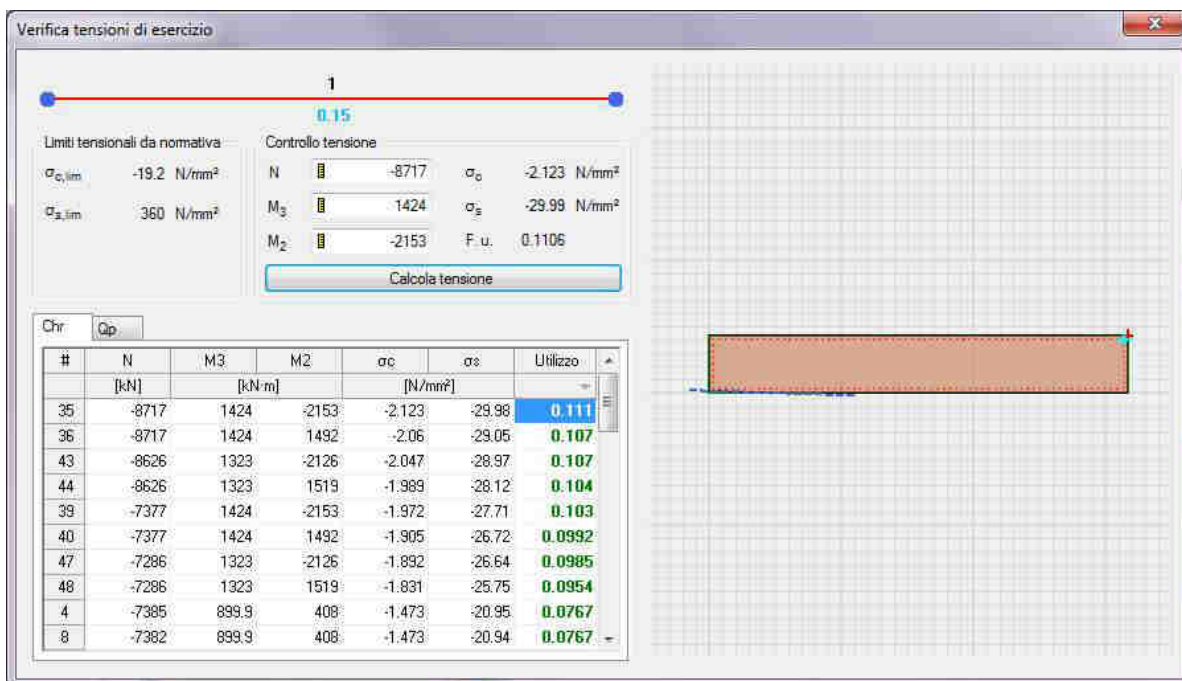 Verifica tensioni di esercizio
1
0.15
Limiti tensionali da normativa
σc,lim -19.2 N/mm²
σs,lim 360 N/mm²
Controllo tensione
N -8717 σc -2.123 N/mm²
M3 1424 σs -29.99 N/mm²
M2 -2153 F. u. 0.1106
Calcola tensione
Chr Qp
# N M3 M2 σc σs Utilizzo
[kN] [kN·m] [N/mm²]
35 -8717 1424 -2153 -2.123 -29.98 0.111
36 -8717 1424 1492 -2.06 -29.05 0.107
43 -8626 1323 -2126 -2.047 -28.97 0.107
44 -8626 1323 1519 -1.989 -28.12 0.104
39 -7377 1424 -2153 -1.972 -27.71 0.103
40 -7377 1424 1492 -1.905 -26.72 0.0992
47 -7286 1323 -2126 -1.892 -26.64 0.0985
48 -7286 1323 1519 -1.831 -25.75 0.0954
4 -7385 899.9 408 -1.473 -20.95 0.0767
8 -7382 899.9 408 -1.473 -20.94 0.0767